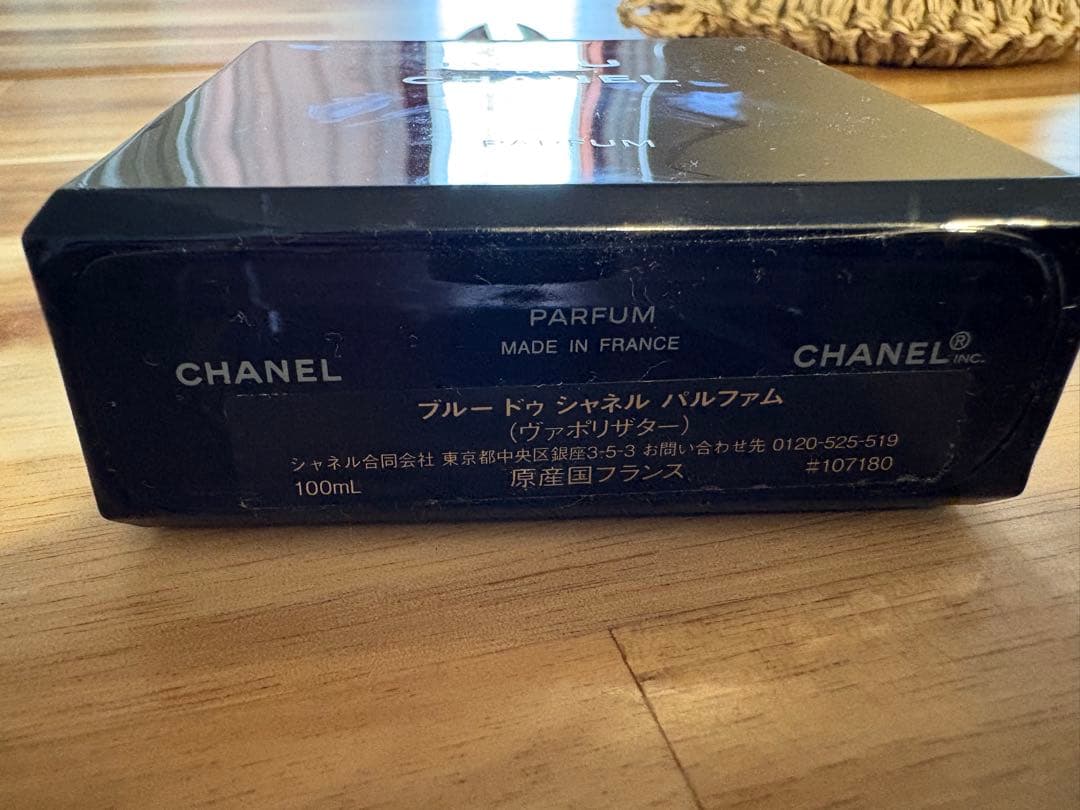 CHANEL
PARFUM
PARFUM
MADE IN FRANCE
CHANEL
CHANEL® INC.
ブルー ドゥ シャネル パルファム
(ヴァポリザター)
シャネル合同会社 東京都中央区銀座3-5-3 お問い合わせ先 0120-525-519
100mL
原産国フランス
#107180